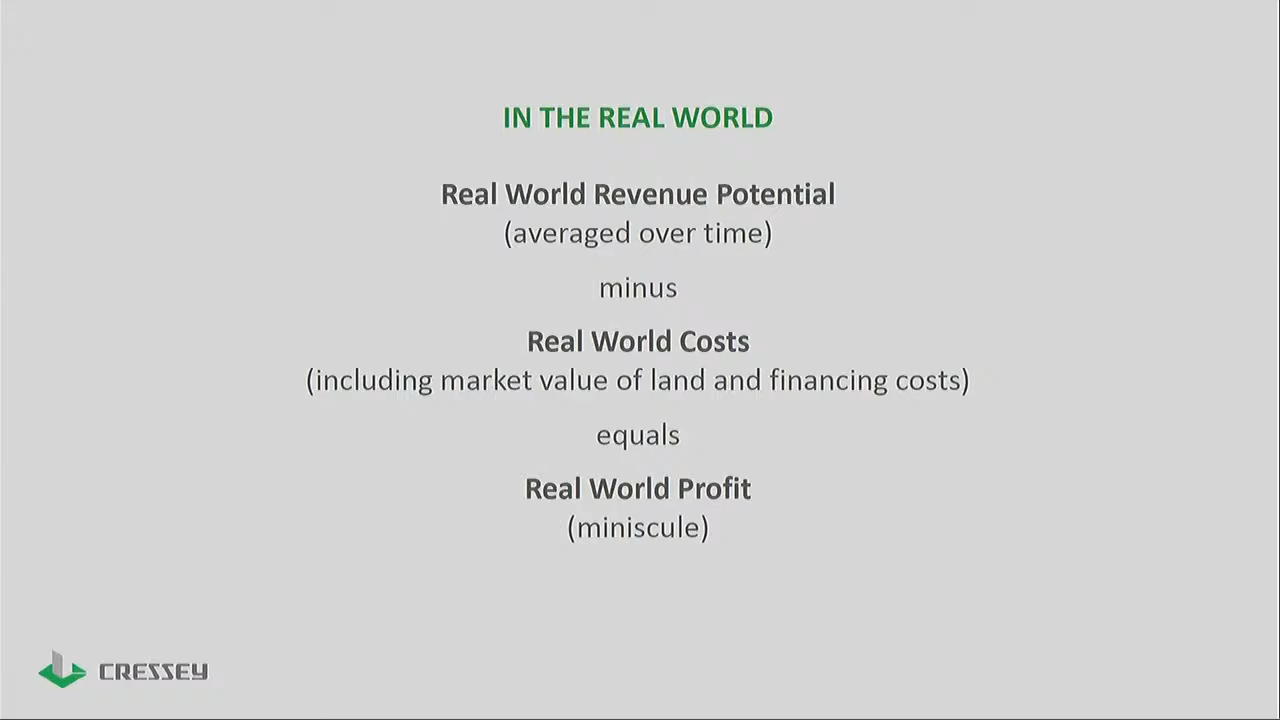 IN THE REAL WORLD
Real World Revenue Potential
(averaged over time)
minus
Real World Costs
(including market value of land and financing costs)
equals
Real World Profit
(miniscule)
CRESSEY